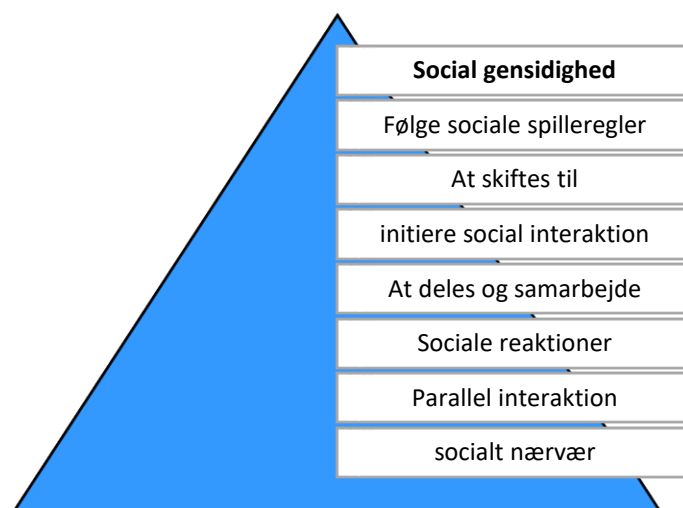 Social gensidighed
Følge sociale spilleregler
At skiftes til
initiere social interaktion
At deles og samarbejde
Sociale reaktioner
Parallel interaktion
socialt nærvær